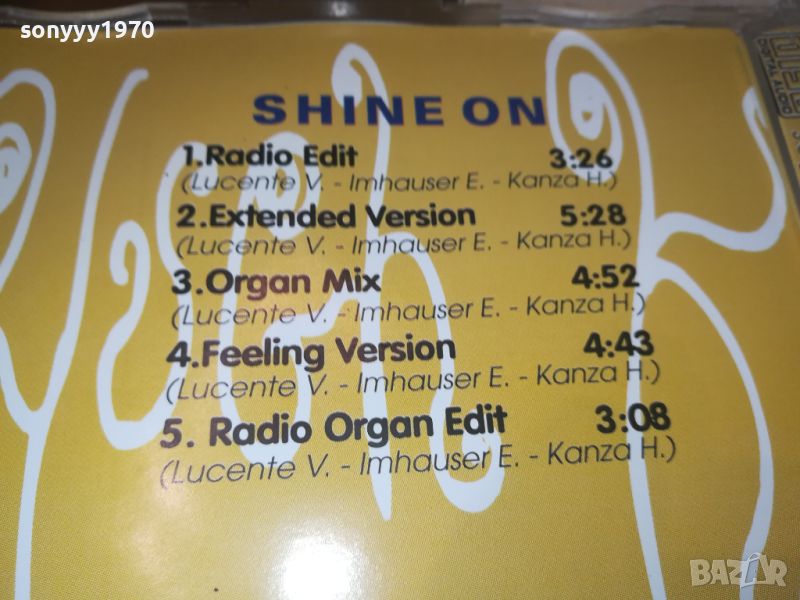 sonyyy1970
SHINE ON
1.Radio Edit 3:26
(Lucente V. - Imhauser E. - Kanza H.)
2.Extended Version 5:28
(Lucente V. - Imhauser E. - Kanza H.)
3.Organ Mix 4:52
(Lucente V. - Imhauser E. - Kanza H.)
4.Feeling Version 4:43
(Lucente V. - Imhauser E. - Kanza H.)
5. Radio Organ Edit 3:08
(Lucente V. - Imhauser E. - Kanza H.)
BAZAR